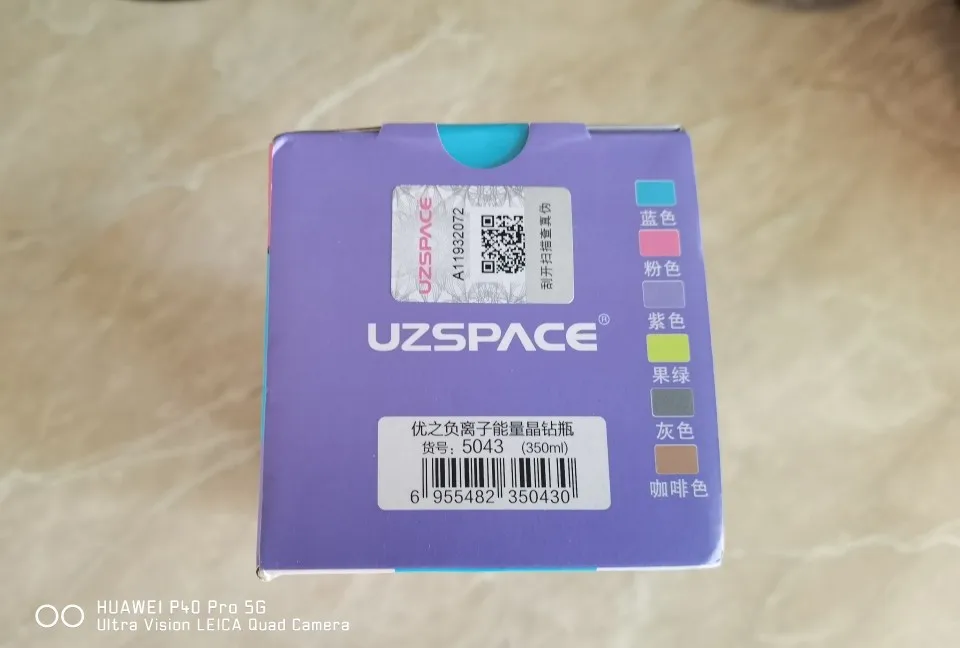 UZSPACE
A11932072
刮开扫描查真伪
UZSPACE®
蓝色
粉色
紫色
果绿
灰色
咖啡色
优之负离子能量晶钻瓶
货号: 5043 (350ml)
6 955482 350430
HUAWEI P40 Pro 5G
Ultra Vision LEICA Quad Camera